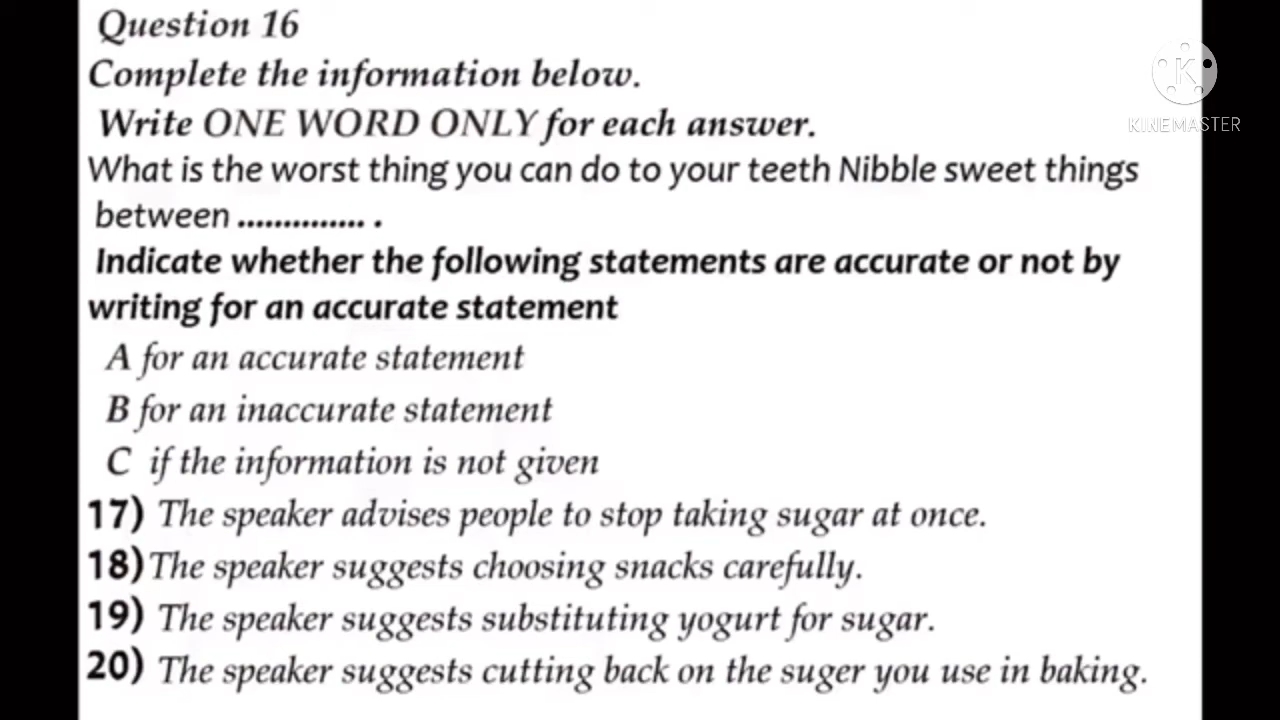 Question 16
Complete the information below.
Write ONE WORD ONLY for each answer.
What is the worst thing you can do to your teeth Nibble sweet things
between ............... .
Indicate whether the following statements are accurate or not by
writing for an accurate statement
A for an accurate statement
B for an inaccurate statement
C if the information is not given
17) The speaker advises people to stop taking sugar at once.
18) The speaker suggests choosing snacks carefully.
19) The speaker suggests substituting yogurt for sugar.
20) The speaker suggests cutting back on the suger you use in baking.
K
KINEMASTER